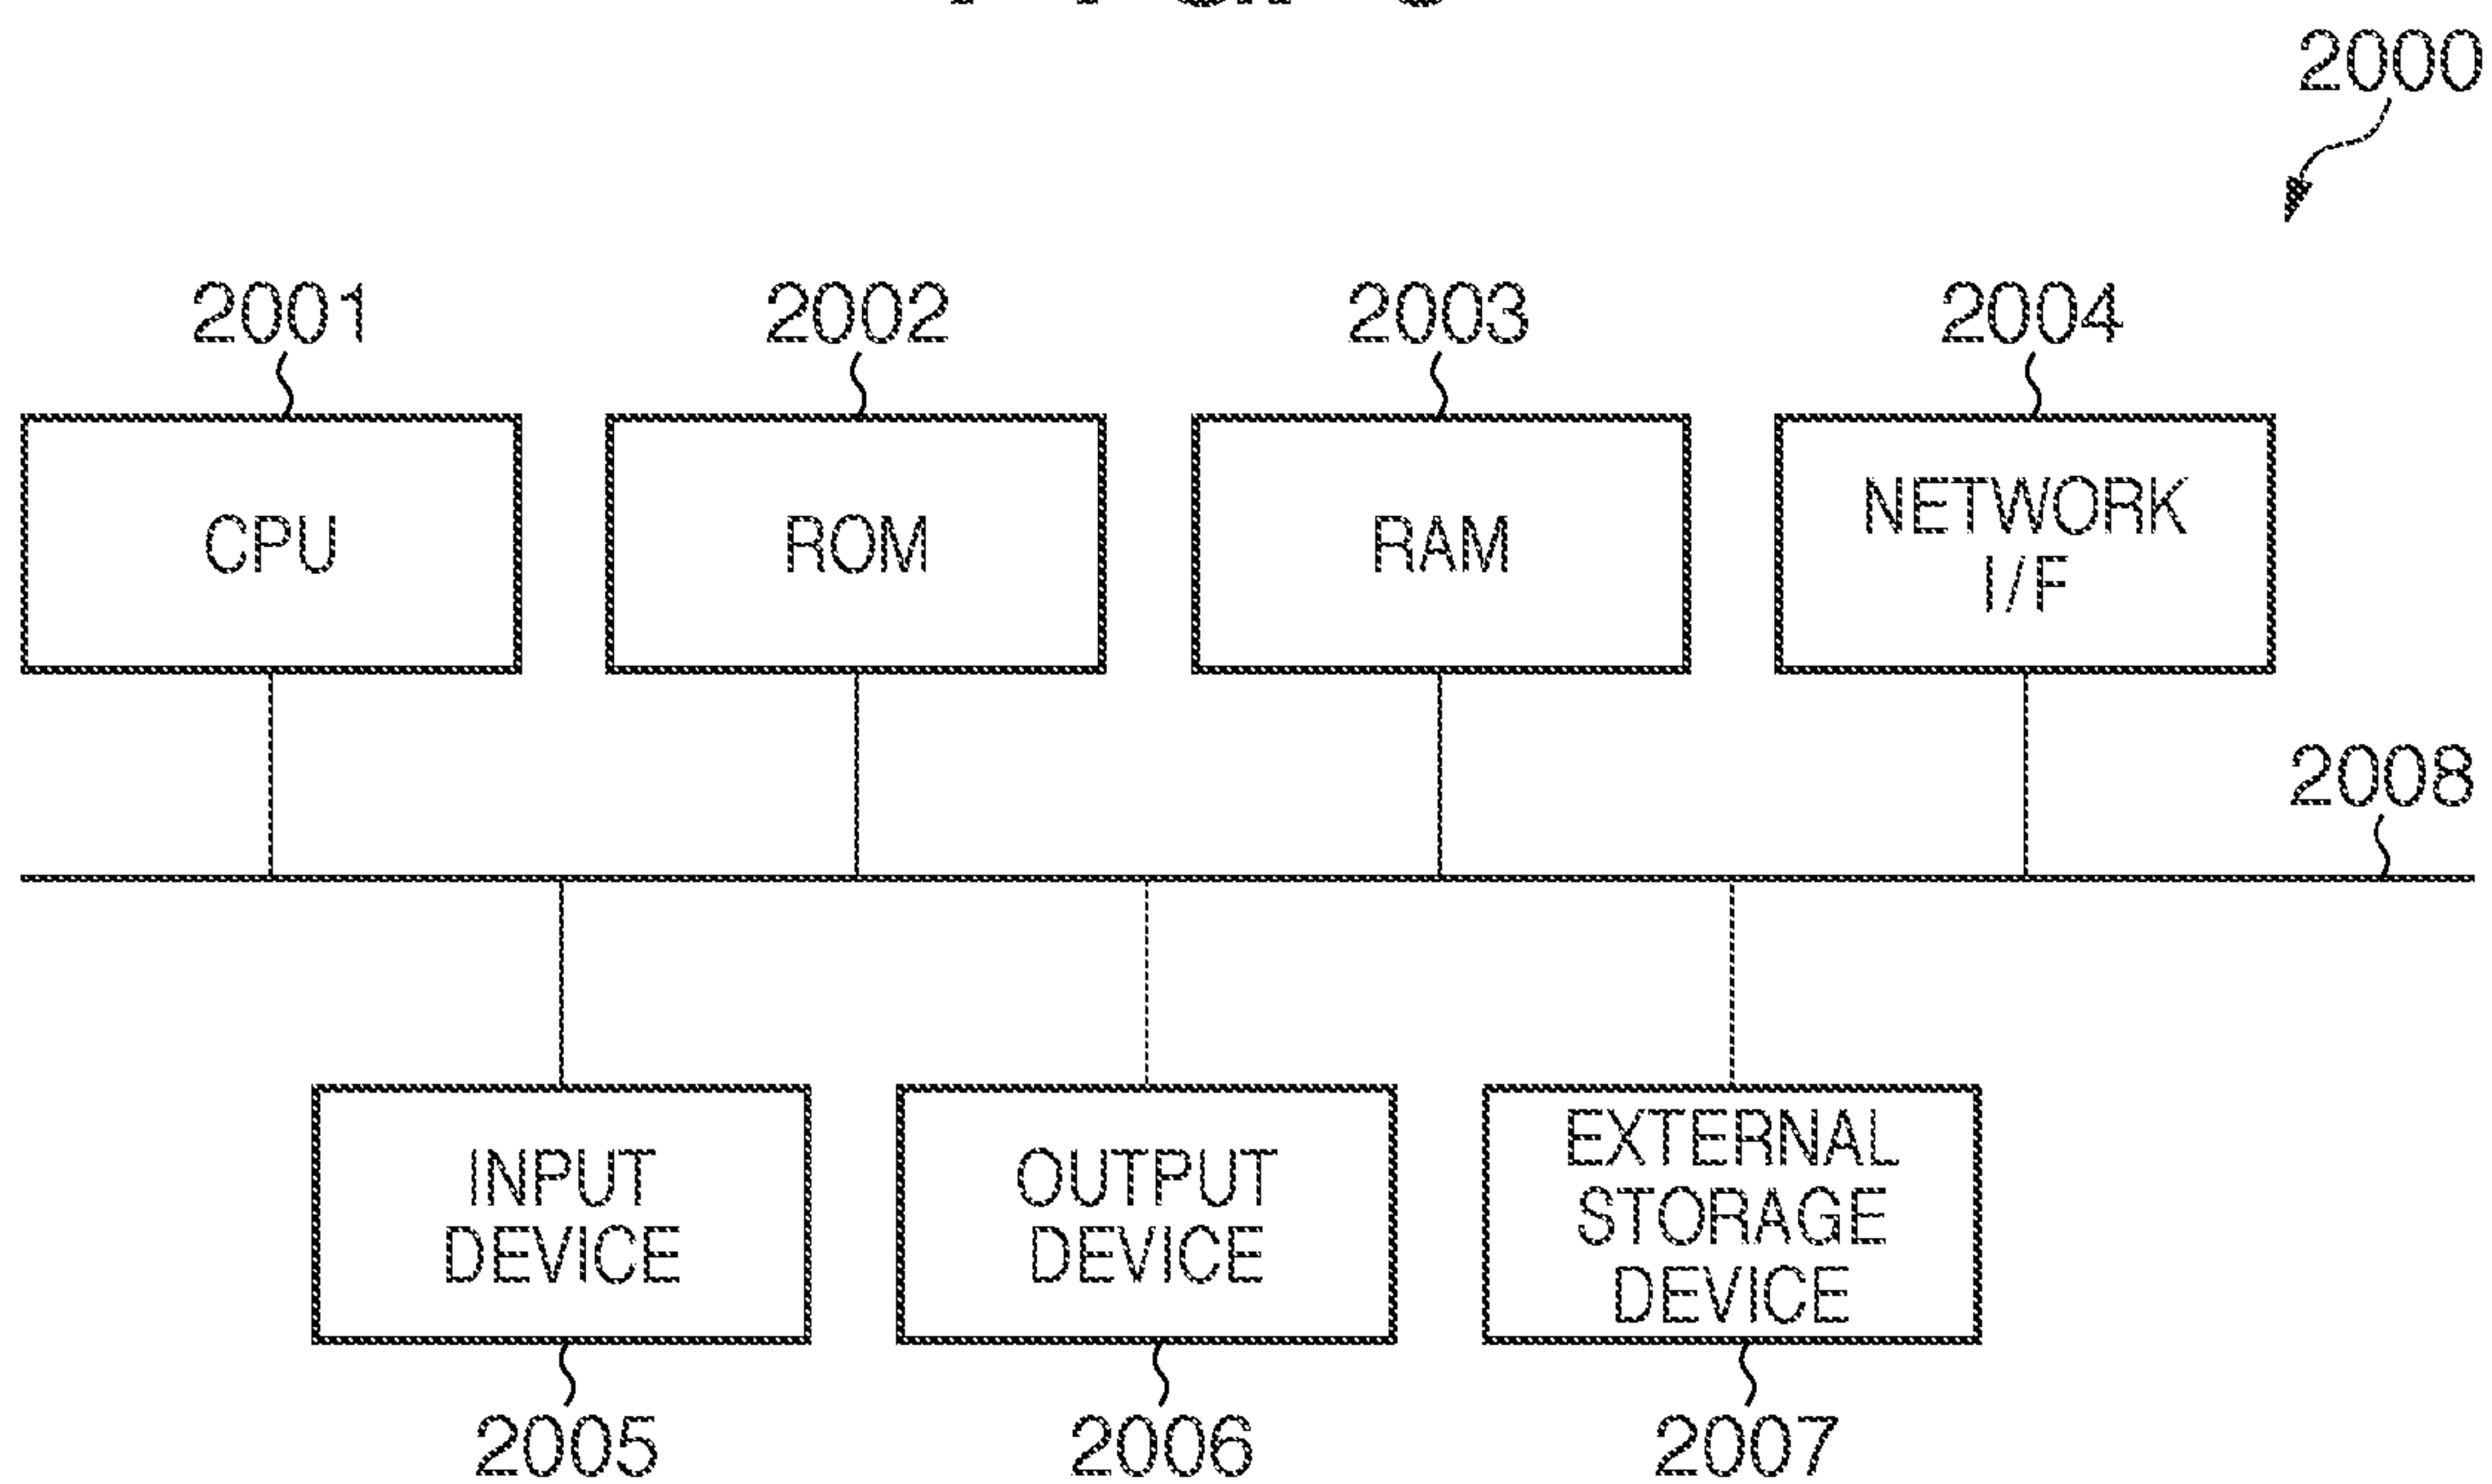 2000
2001 2002 2003 2004
CPU ROM RAM NETWORK
I/F
2008
INPUT
DEVICE
OUTPUT
DEVICE
EXTERNAL
STORAGE
DEVICE
2005 2006 2007